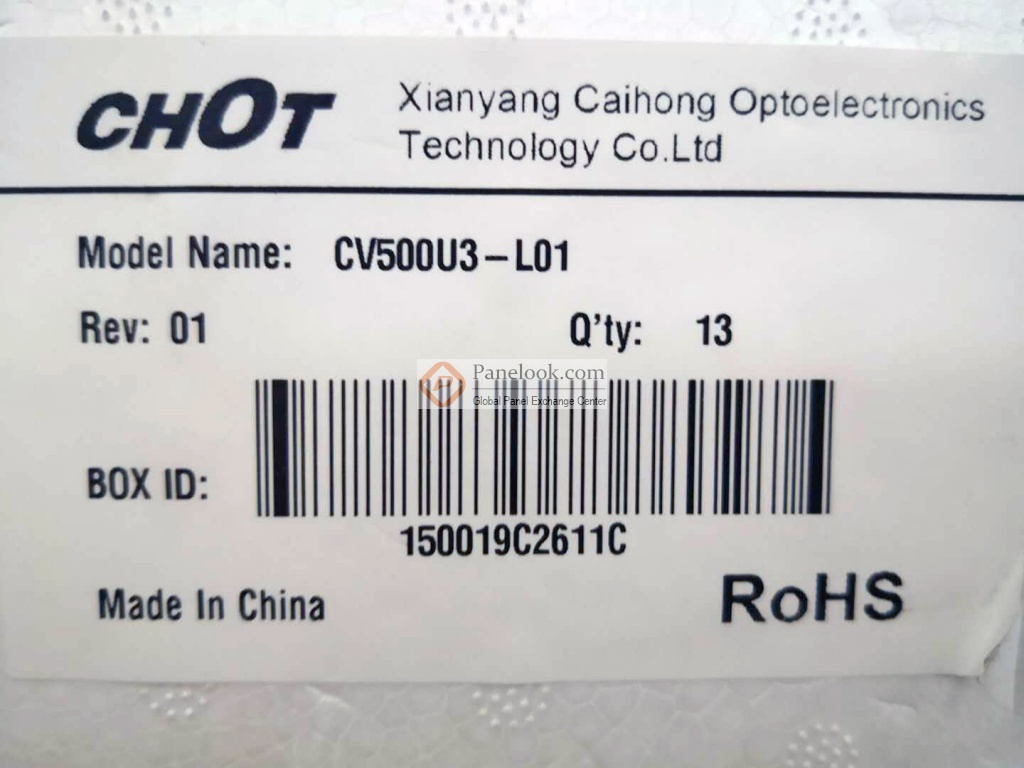 CHOT
Xianyang Caihong Optoelectronics
Technology Co.Ltd
Model Name: CV500U3-L01
Rev: 01 Q'ty: 13
Panelook.com
Global Panel Exchange Center
BOX ID:
150019C2611C
Made In China
RoHS